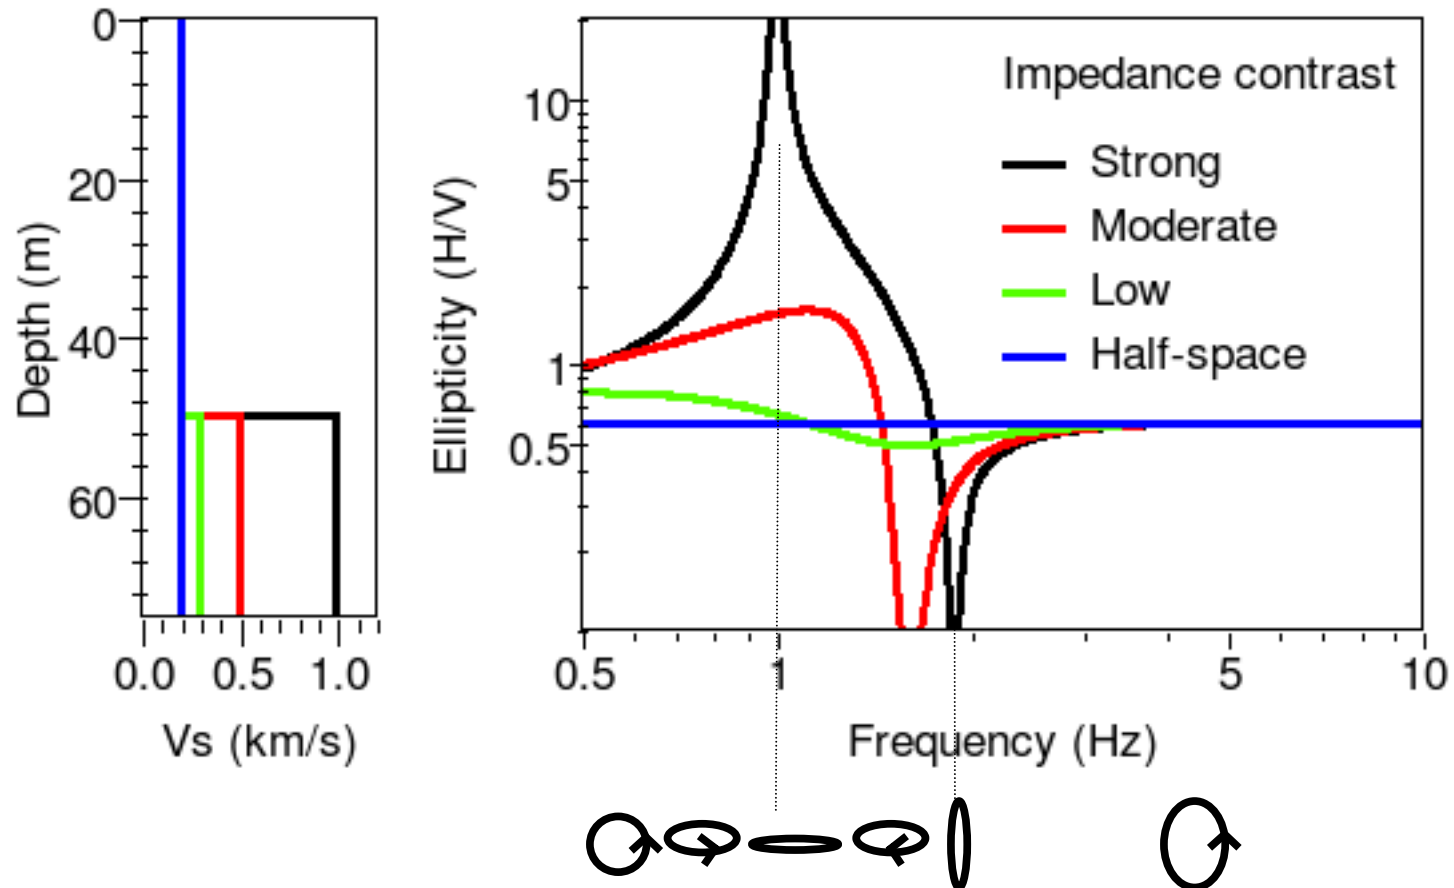 0
20
40
60
Depth (m)
0.0 0.5 1.0
Vs (km/s)
10
5
1
0.5
Ellipticity (H/V)
Impedance contrast
Strong
Moderate
Low
Half-space
0.5 1 5 10
Frequency (Hz)